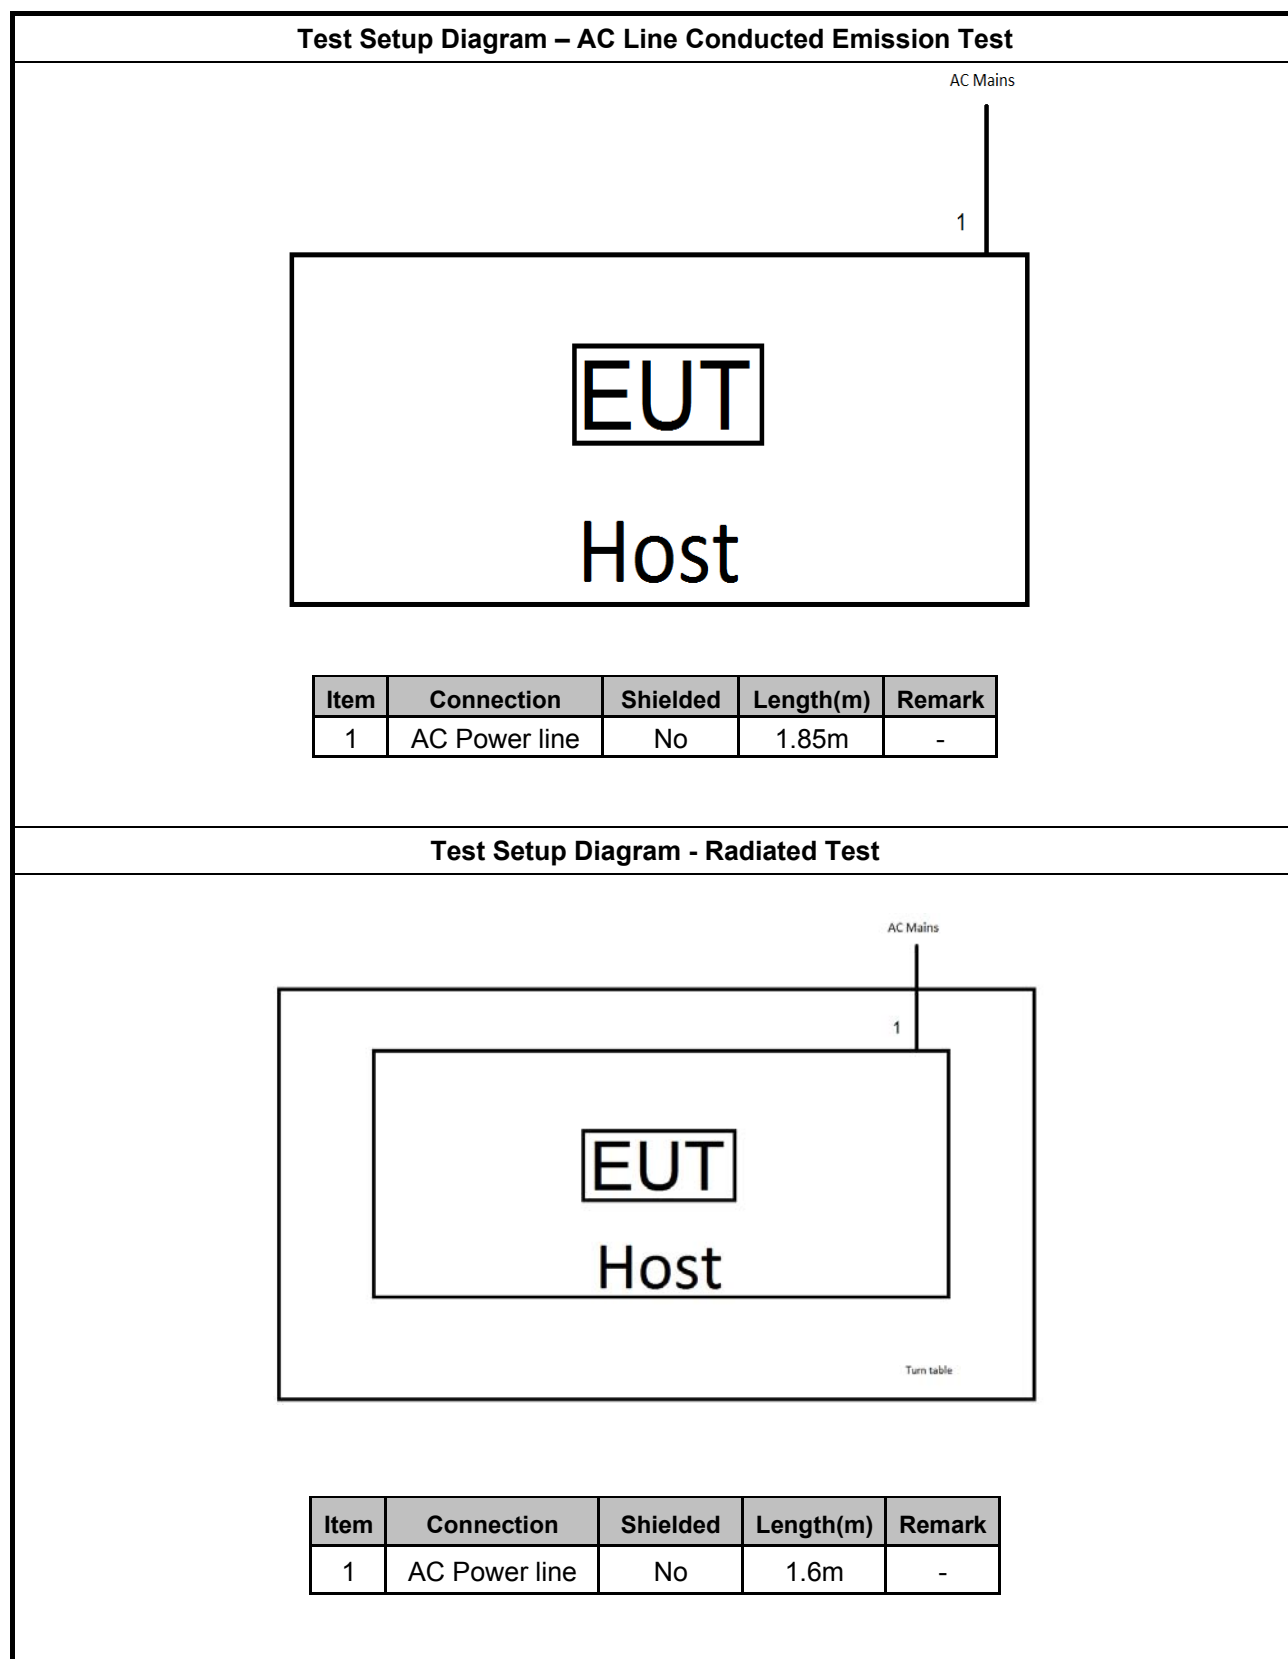 Test Setup Diagram – AC Line Conducted Emission Test
AC Mains
1
EUT
Host
Item Connection Shielded Length(m) Remark
1 AC Power line No 1.85m -
Test Setup Diagram - Radiated Test
AC Mains
1
EUT
Host
Turn table
Item Connection Shielded Length(m) Remark
1 AC Power line No 1.6m -